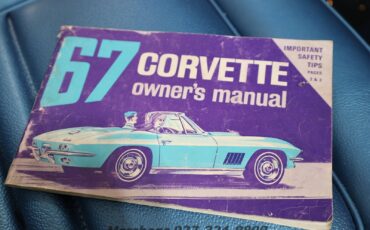 67 CORVETTE
owner's manual
IMPORTANT
SAFETY
TIPS
PAGES
2 & 3